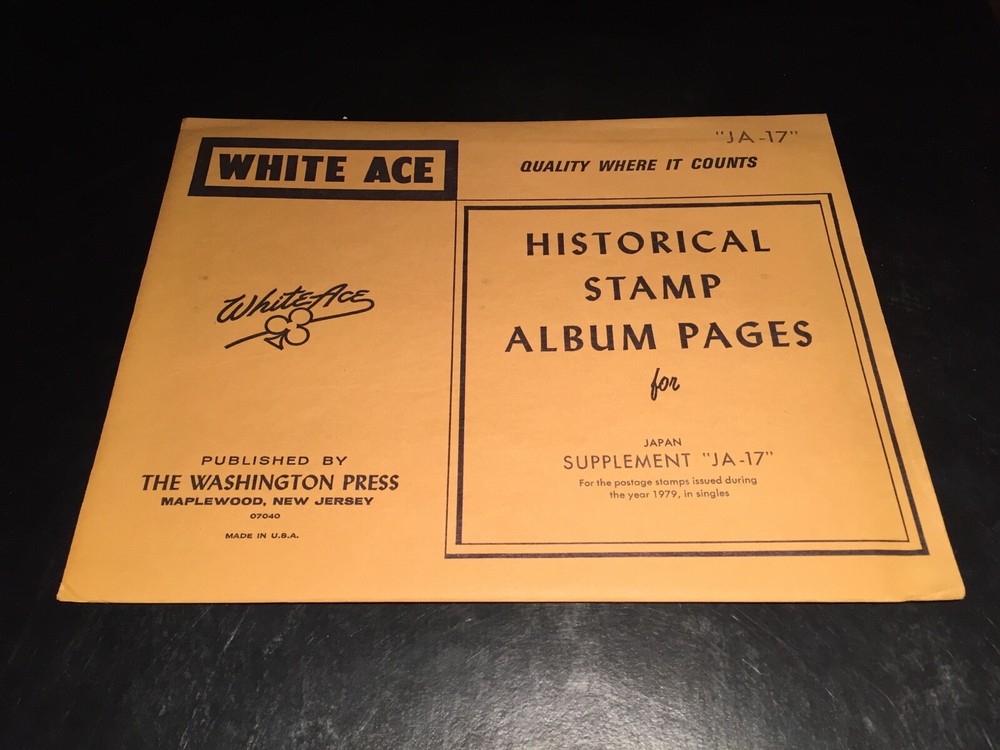 "JA-17"
WHITE ACE
QUALITY WHERE IT COUNTS
White Ace
HISTORICAL
STAMP
ALBUM PAGES
for
JAPAN
SUPPLEMENT "JA-17"
For the postage stamps issued during
the year 1979, in singles
PUBLISHED BY
THE WASHINGTON PRESS
MAPLEWOOD, NEW JERSEY
07040
MADE IN U.S.A.